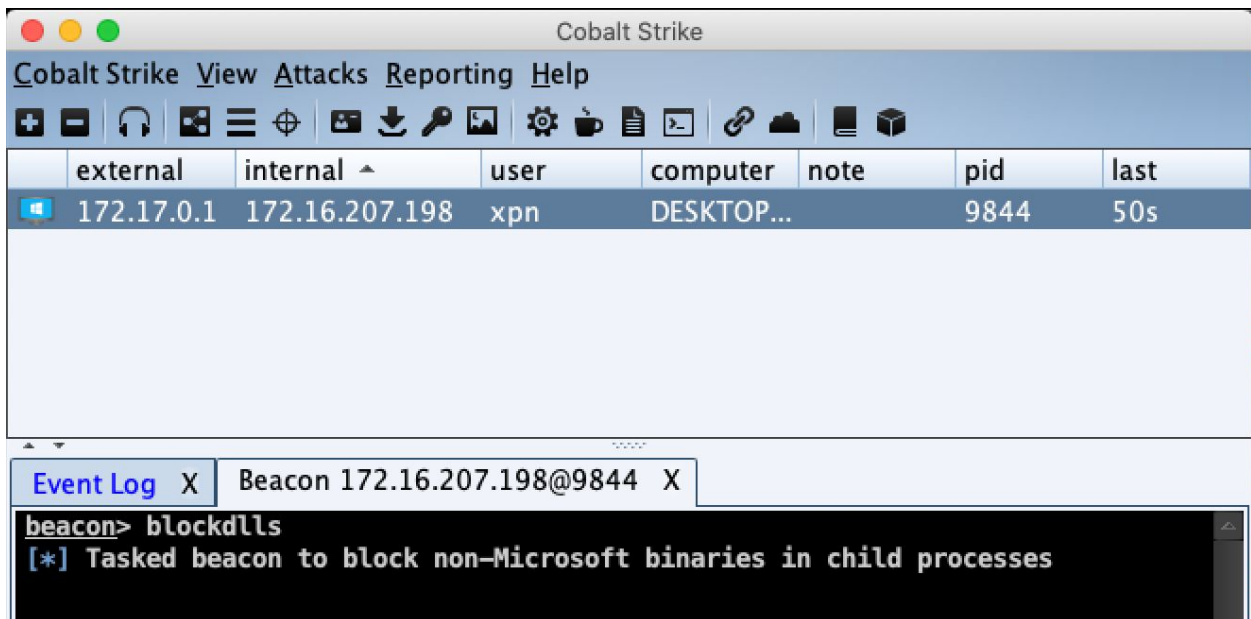 Cobalt Strike
Cobalt Strike View Attacks Reporting Help
external internal user computer note pid last
172.17.0.1 172.16.207.198 xpn DESKTOP... 9844 50s
Event Log X Beacon 172.16.207.198@9844 X
beacon> blockdlls
[*] Tasked beacon to block non-Microsoft binaries in child processes